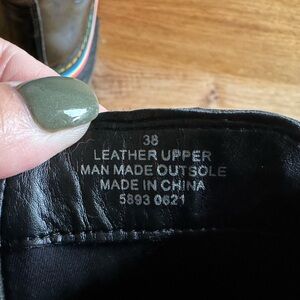 38
LEATHER UPPER
MAN MADE OUTSOLE
MADE IN CHINA
5893 0621